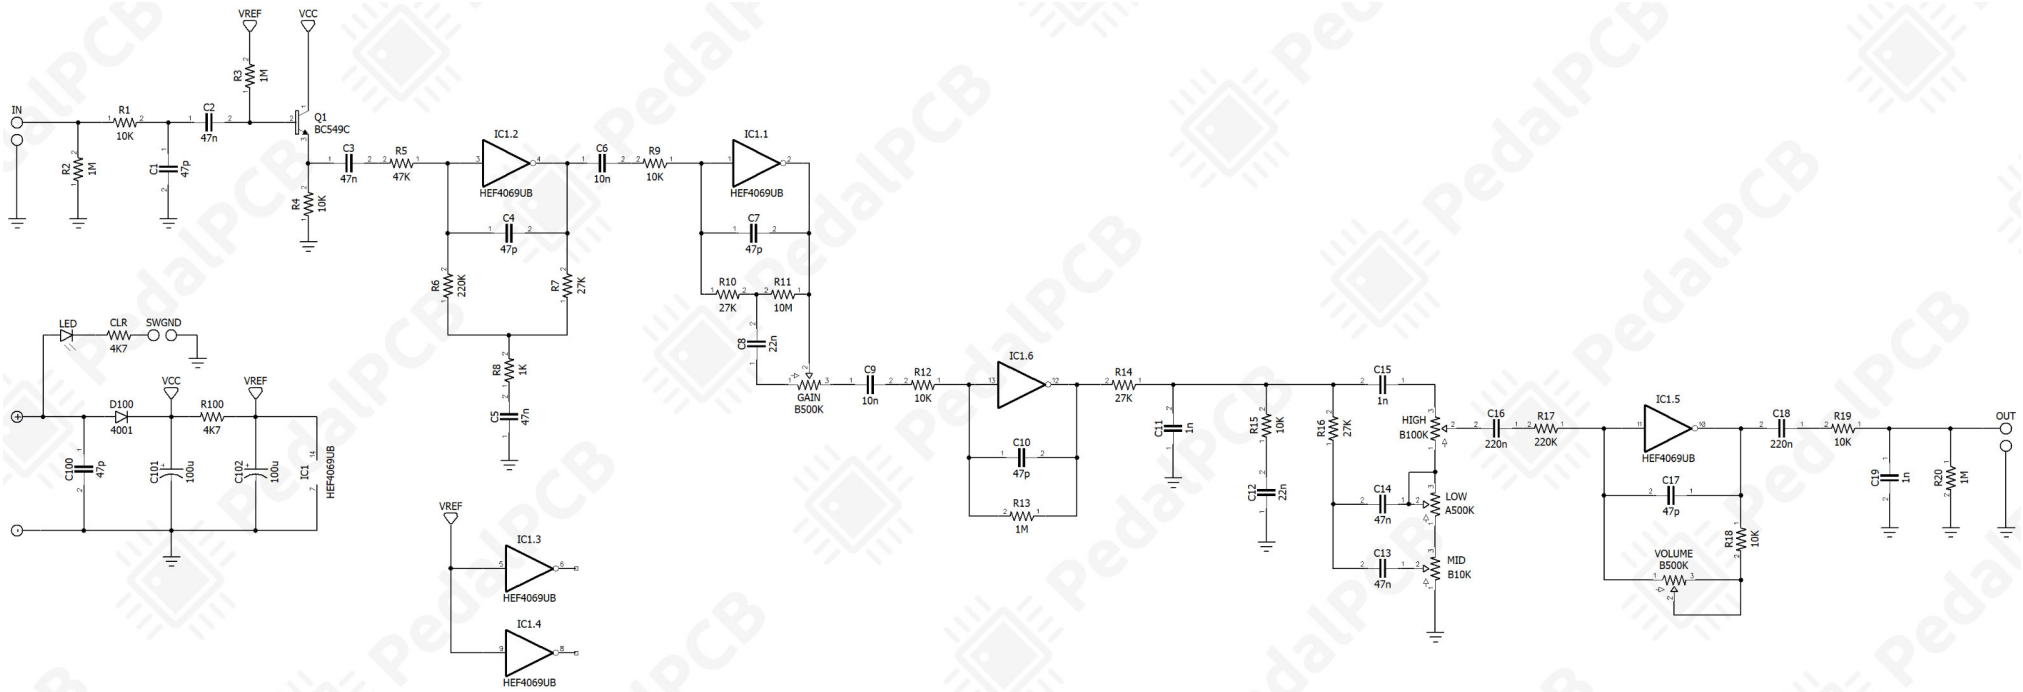 IN
R1
10K
R2
1M
C1
47p
C2
47n
VREF
R3
1M
VCC
Q1
BC549C
R4
10K
C3
47n
R5
47K
IC1.2
HEF4069UB
C4
47p
R6
220K
R7
27K
R8
1K
C5
47n
C6
10n
R9
10K
IC1.1
HEF4069UB
C7
47p
R10
27K
R11
10M
C8
22n
GAIN
B500K
C9
10n
R12
10K
IC1.6
C10
47p
R13
1M
R14
27K
C11
1n
R15
10K
C12
22n
R16
27K
C15
1n
HIGH
B100K
C14
47n
LOW
A500K
C13
47n
MID
B10K
C16
220n
R17
220K
IC1.5
HEF4069UB
C17
47p
R18
10K
VOLUME
B500K
C18
220n
R19
10K
C19
1n
R20
1M
OUT
LED
CLR
4K7
SWGND
D100
4001
VCC
R100
4K7
VREF
C100
47p
C101
100u
C102
100u
IC1
HEF4069UB
14
7
VREF
IC1.3
HEF4069UB
IC1.4
HEF4069UB
PedalPCB